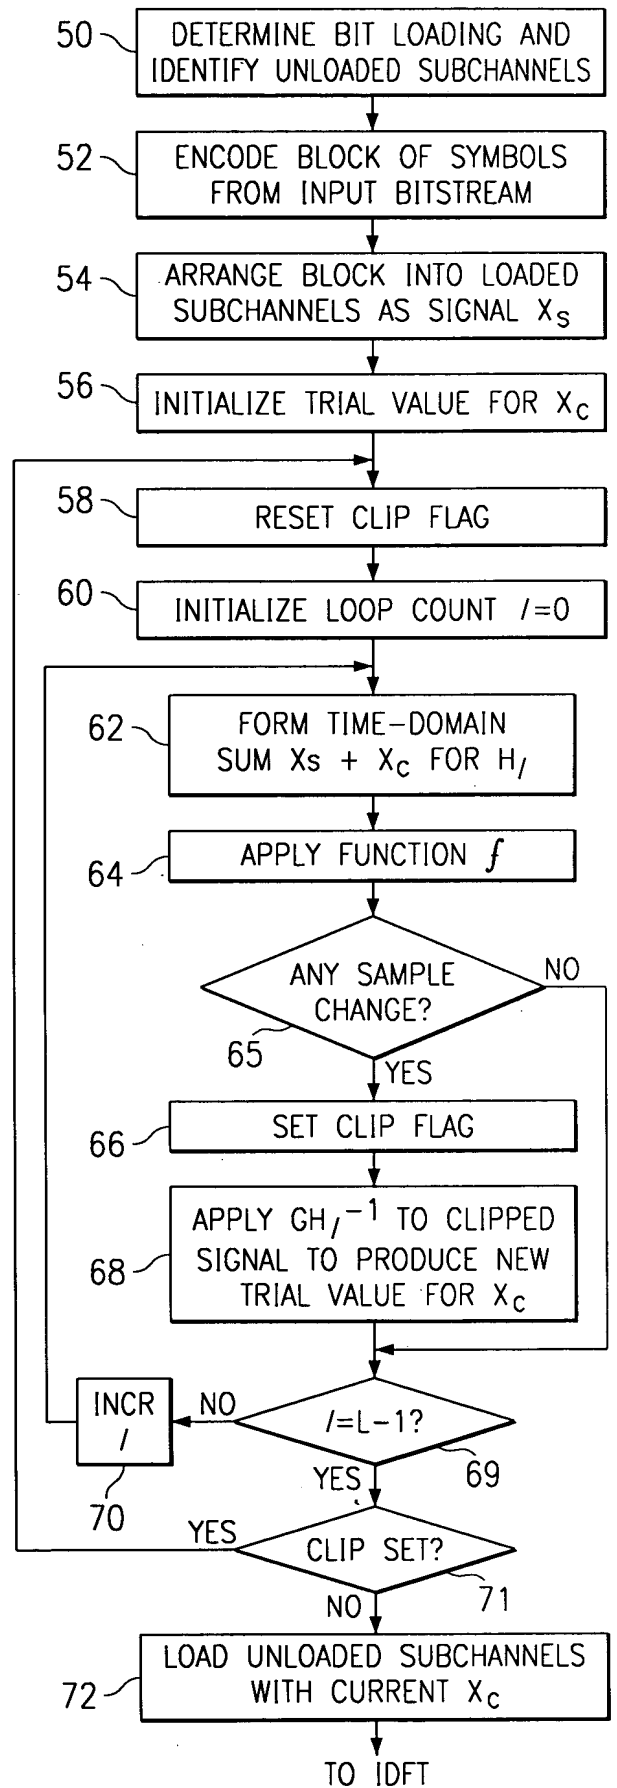 50
DETERMINE BIT LOADING AND
IDENTIFY UNLOADED SUBCHANNELS
52
ENCODE BLOCK OF SYMBOLS
FROM INPUT BITSTREAM
54
ARRANGE BLOCK INTO LOADED
SUBCHANNELS AS SIGNAL XS
56
INITIALIZE TRIAL VALUE FOR XC
58
RESET CLIP FLAG
60
INITIALIZE LOOP COUNT l=0
62
FORM TIME-DOMAIN
SUM Xs + XC FOR Hl
64
APPLY FUNCTION f
ANY SAMPLE
CHANGE?
NO
65
YES
66
SET CLIP FLAG
68
APPLY GHl-1 TO CLIPPED
SIGNAL TO PRODUCE NEW
TRIAL VALUE FOR XC
INCR
l
70
NO
l=L-1?
69
YES
YES
CLIP SET?
71
NO
72
LOAD UNLOADED SUBCHANNELS
WITH CURRENT XC
TO IDFT